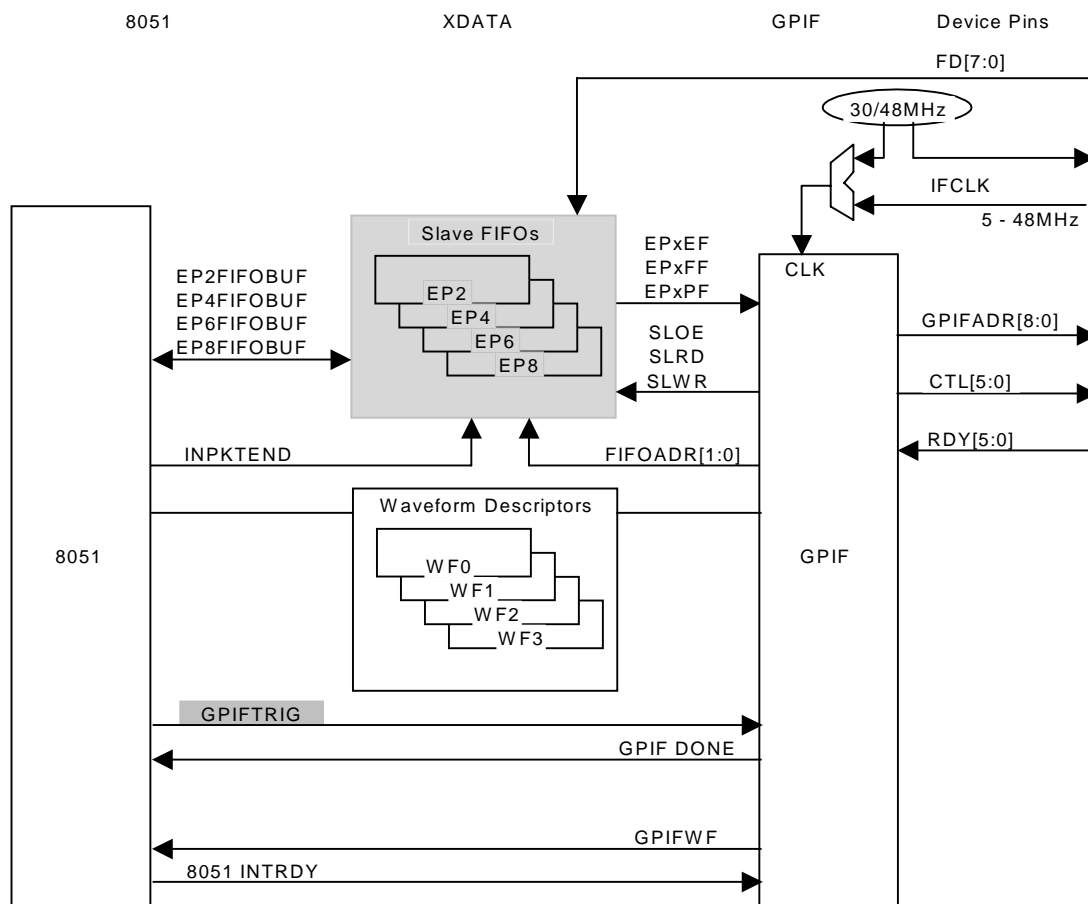 8051 XDATA GPIF Device Pins
FD[7:0]
30/48MHz
IFCLK
5 - 48MHz
Slave FIFOs
EP2
EP4
EP6
EP8
EP2FIFOBUF
EP4FIFOBUF
EP6FIFOBUF
EP8FIFOBUF
EPxEF
EPxFF
EPxPF
SLOE
SLRD
SLWR
CLK
GPIFADR[8:0]
CTL[5:0]
RDY[5:0]
INPKTEND
FIFOADR[1:0]
Waveform Descriptors
WF0
WF1
WF2
WF3
8051
GPIF
GPIFTRIG
GPIF DONE
GPIFWF
8051 INTRDY